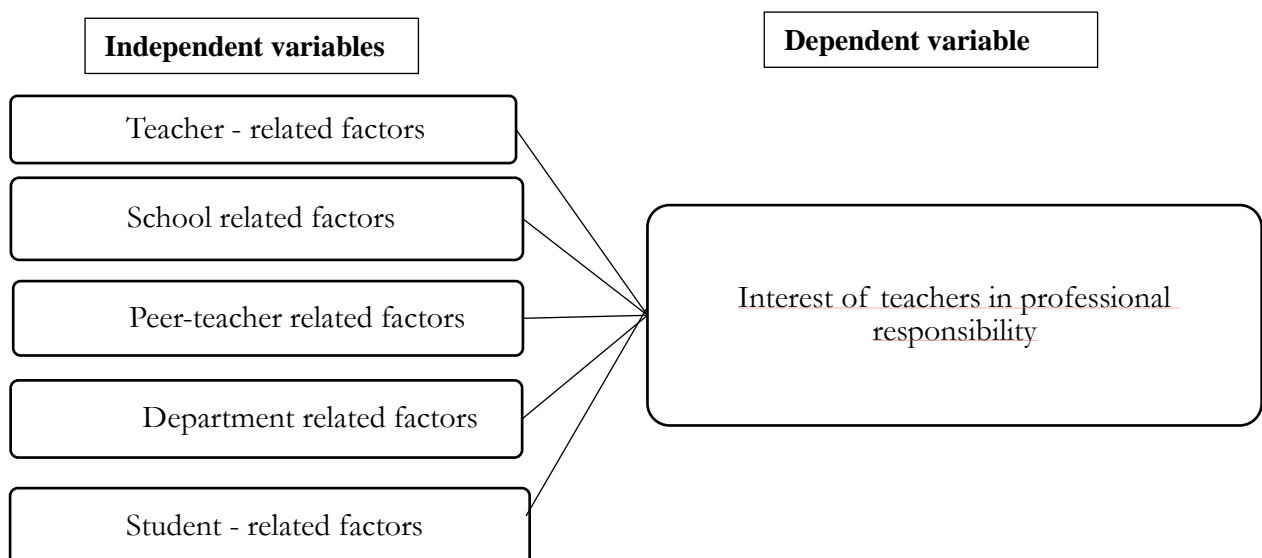 Independent variables
Dependent variable
Teacher - related factors
School related factors
Peer-teacher related factors
Department related factors
Student - related factors
Interest of teachers in professional
responsibility